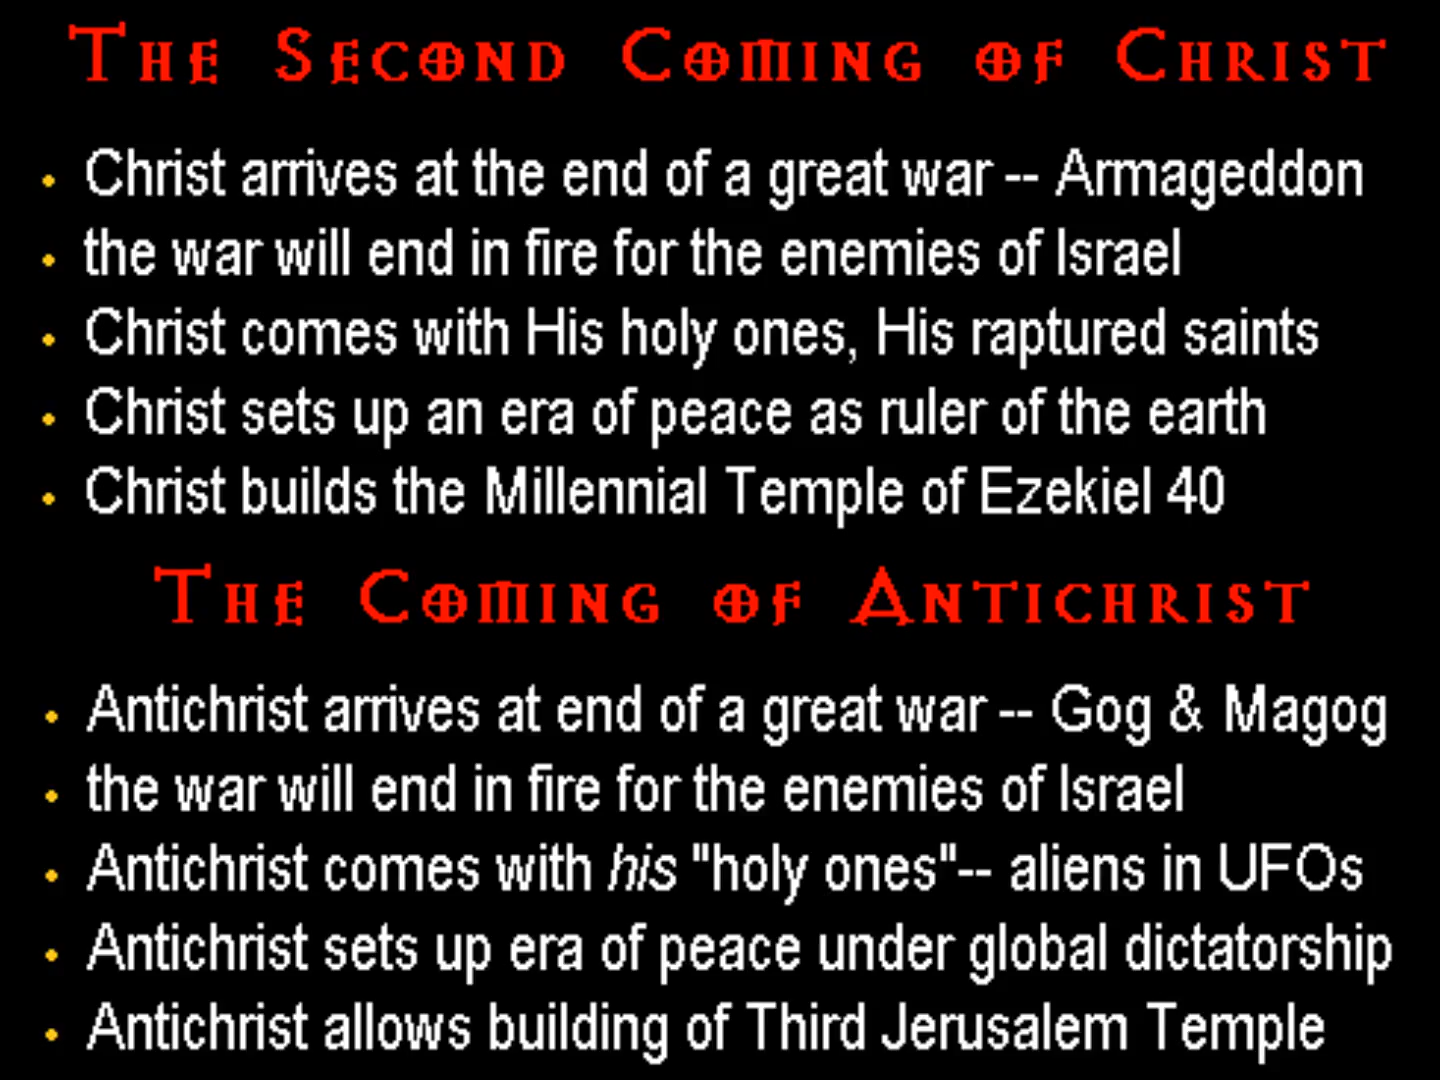 The Second Coming of Christ
• Christ arrives at the end of a great war -- Armageddon
• the war will end in fire for the enemies of Israel
• Christ comes with His holy ones, His raptured saints
• Christ sets up an era of peace as ruler of the earth
• Christ builds the Millennial Temple of Ezekiel 40
The Coming of Antichrist
• Antichrist arrives at end of a great war -- Gog & Magog
• the war will end in fire for the enemies of Israel
• Antichrist comes with his "holy ones"-- aliens in UFOs
• Antichrist sets up era of peace under global dictatorship
• Antichrist allows building of Third Jerusalem Temple